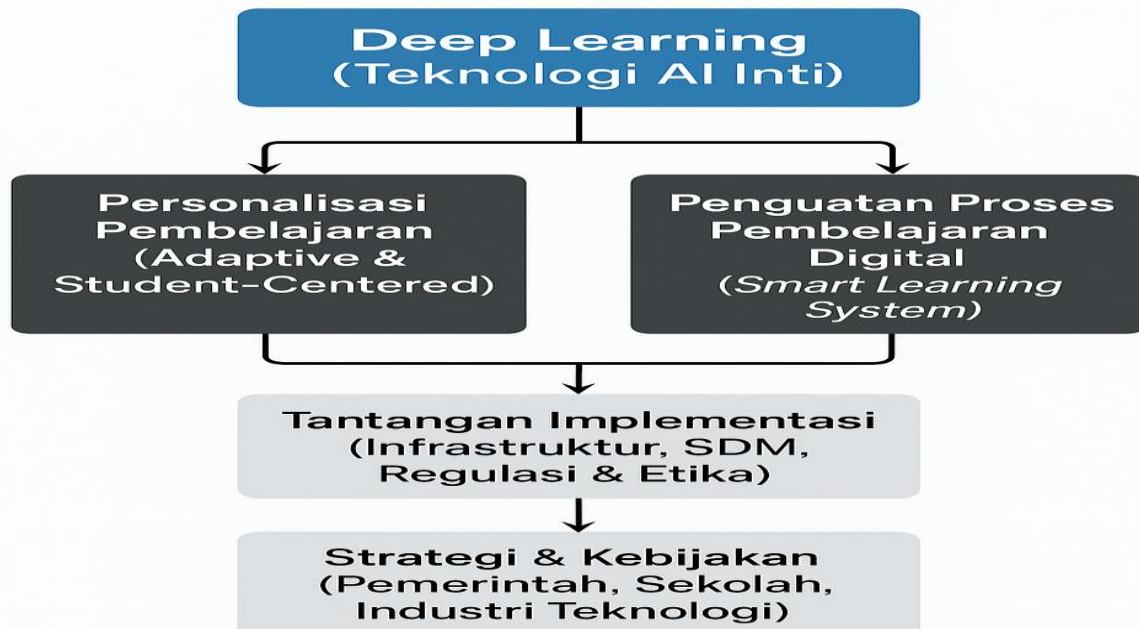 Deep Learning
(Teknologi AI Inti)
Personalisasi
Pembelajaran
(Adaptive &
Student-Centered)
Penguatan Proses
Pembelajaran
Digital
(Smart Learning
System)
Tantangan Implementasi
(Infrastruktur, SDM,
Regulasi & Etika)
Strategi & Kebijakan
(Pemerintah, Sekolah,
Industri Teknologi)